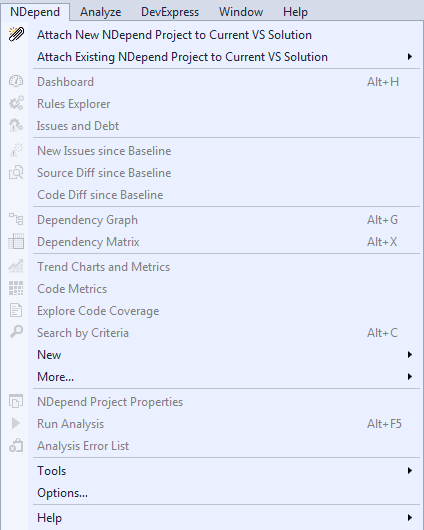 NDepend Analyze DevExpress Window Help
Attach New NDepend Project to Current VS Solution
Attach Existing NDepend Project to Current VS Solution
Dashboard Alt+H
Rules Explorer
Issues and Debt
New Issues since Baseline
Source Diff since Baseline
Code Diff since Baseline
Dependency Graph Alt+G
Dependency Matrix Alt+X
Trend Charts and Metrics
Code Metrics
Explore Code Coverage
Search by Criteria Alt+C
New
More...
NDepend Project Properties
Run Analysis Alt+F5
Analysis Error List
Tools
Options...
Help